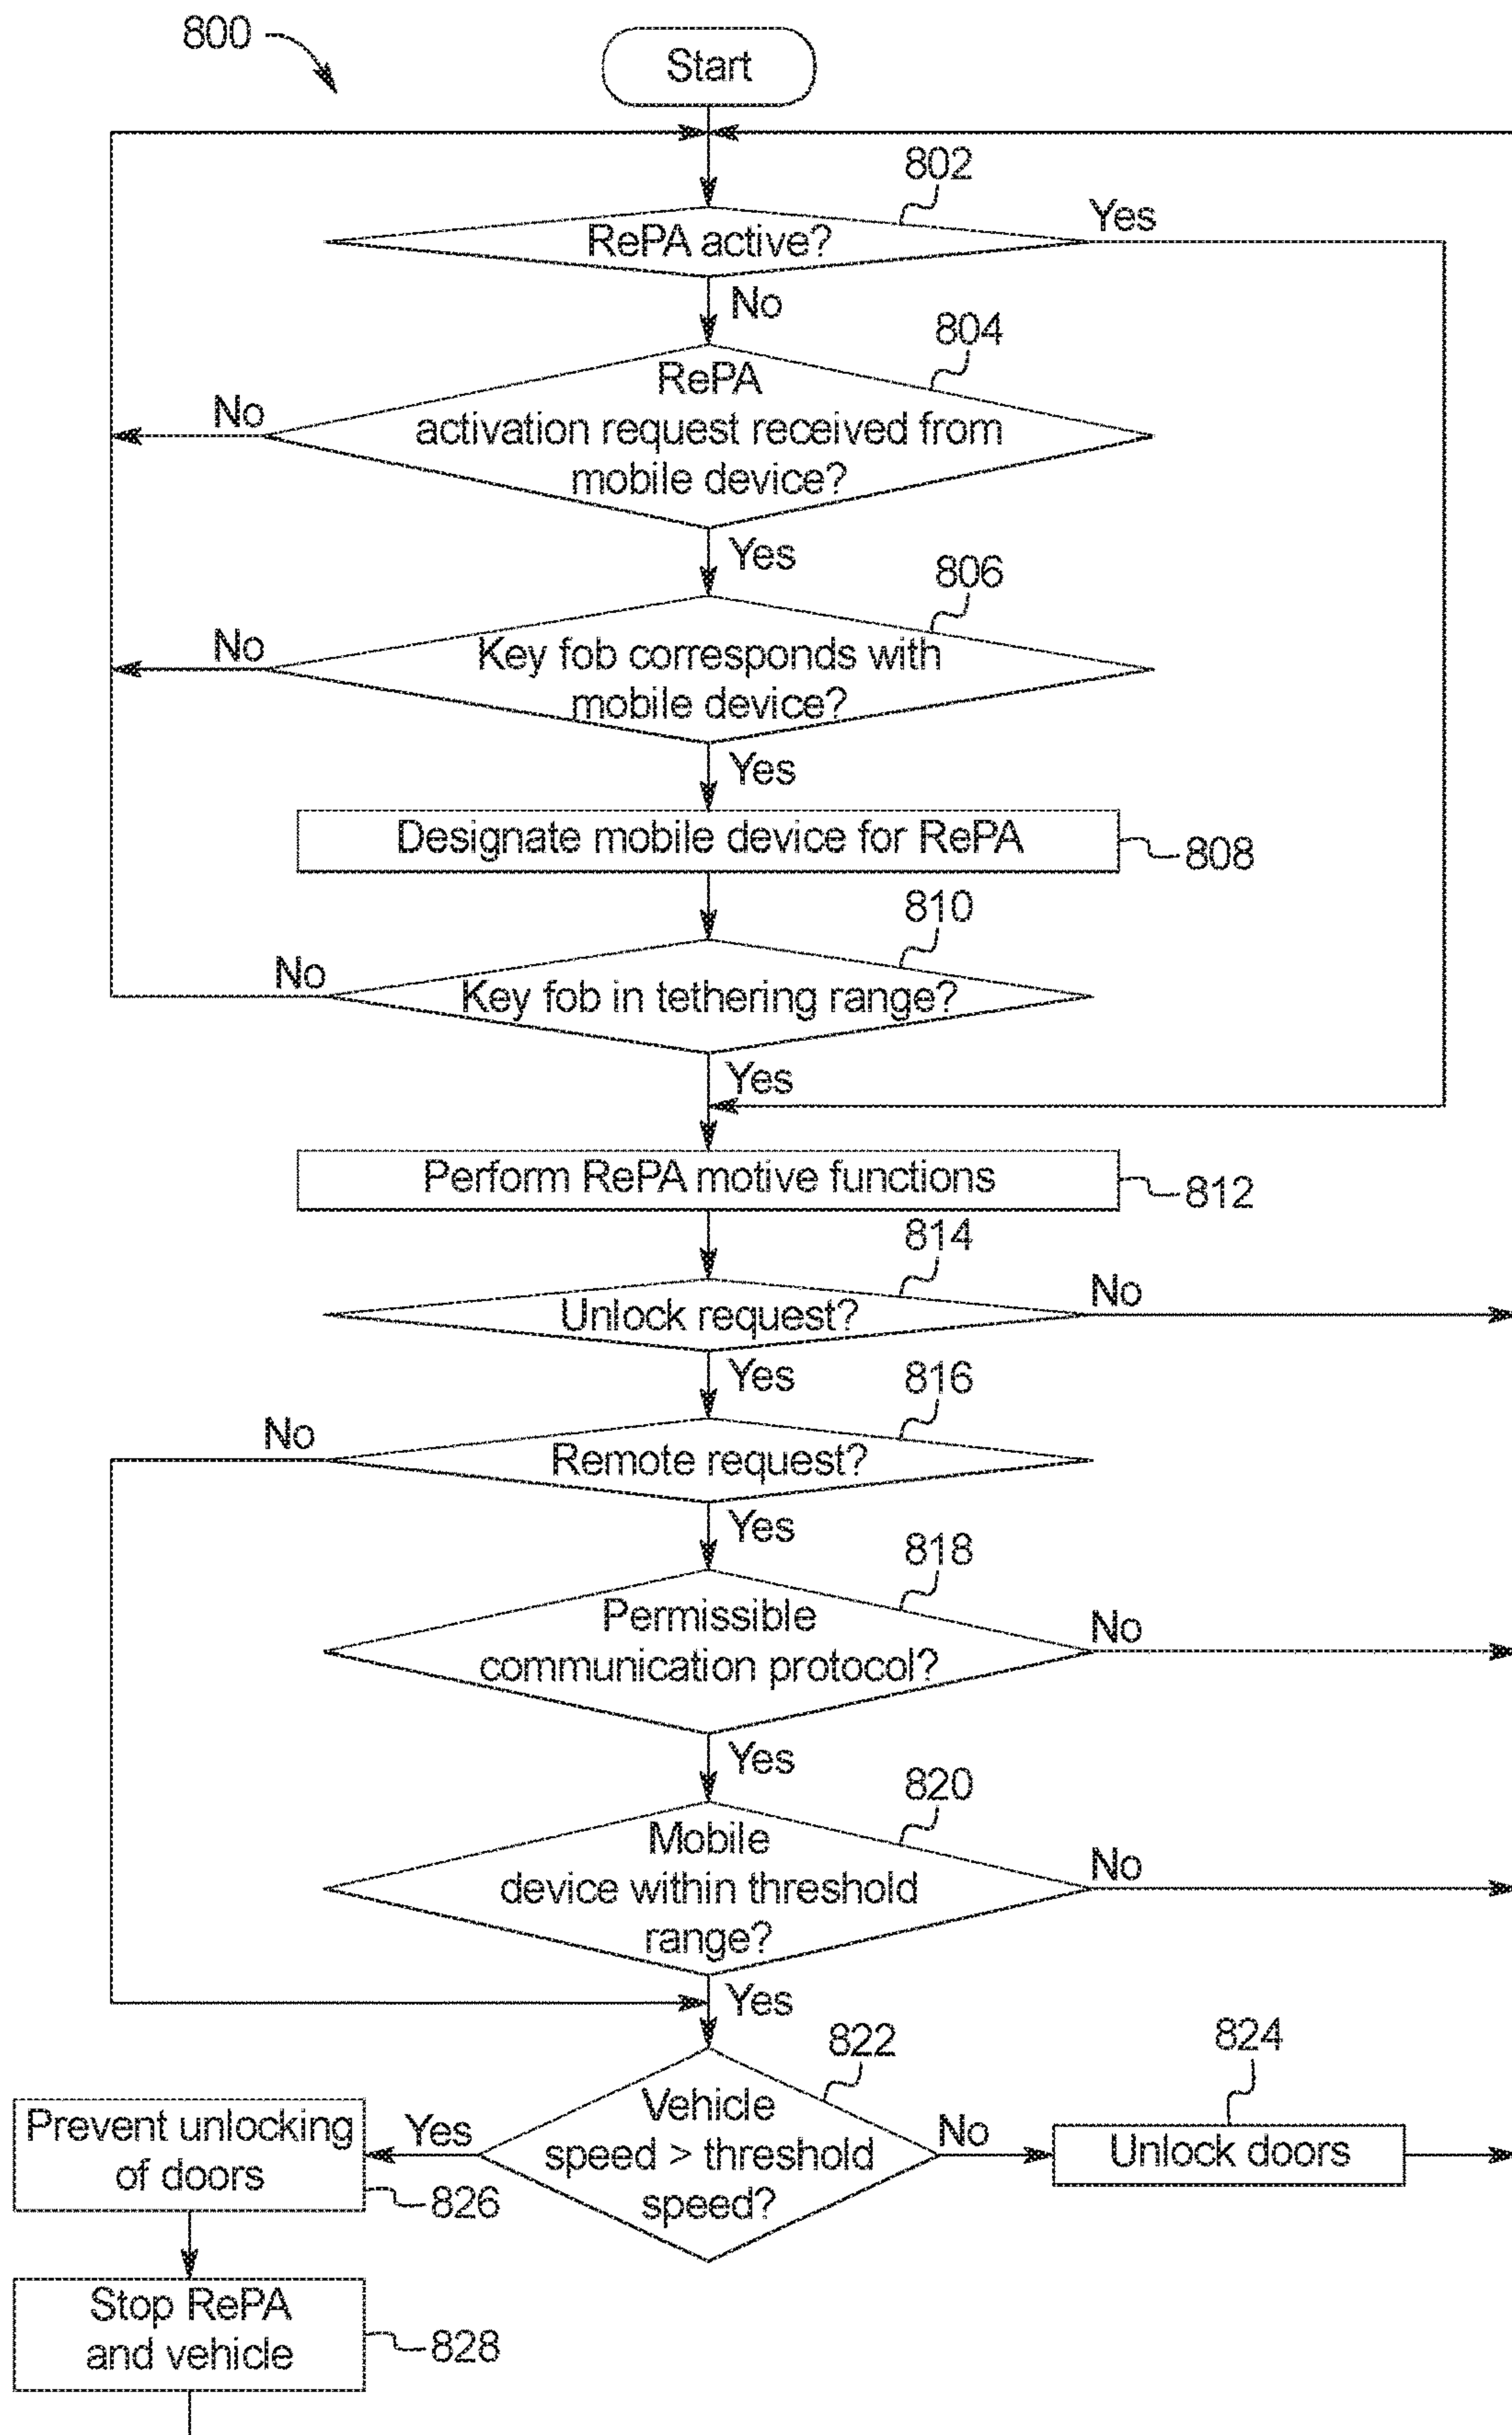 800
Start
802
RePA active?
Yes
No
804
RePA
activation request received from
mobile device?
No
Yes
806
Key fob corresponds with
mobile device?
No
Yes
Designate mobile device for RePA
808
810
Key fob in tethering range?
No
Yes
Perform RePA motive functions
812
814
Unlock request?
No
Yes
816
Remote request?
No
Yes
818
Permissible
communication protocol?
No
Yes
820
Mobile
device within threshold
range?
No
Yes
822
Vehicle
speed > threshold
speed?
Yes
No
824
Unlock doors
Prevent unlocking
of doors
826
Stop RePA
and vehicle
828